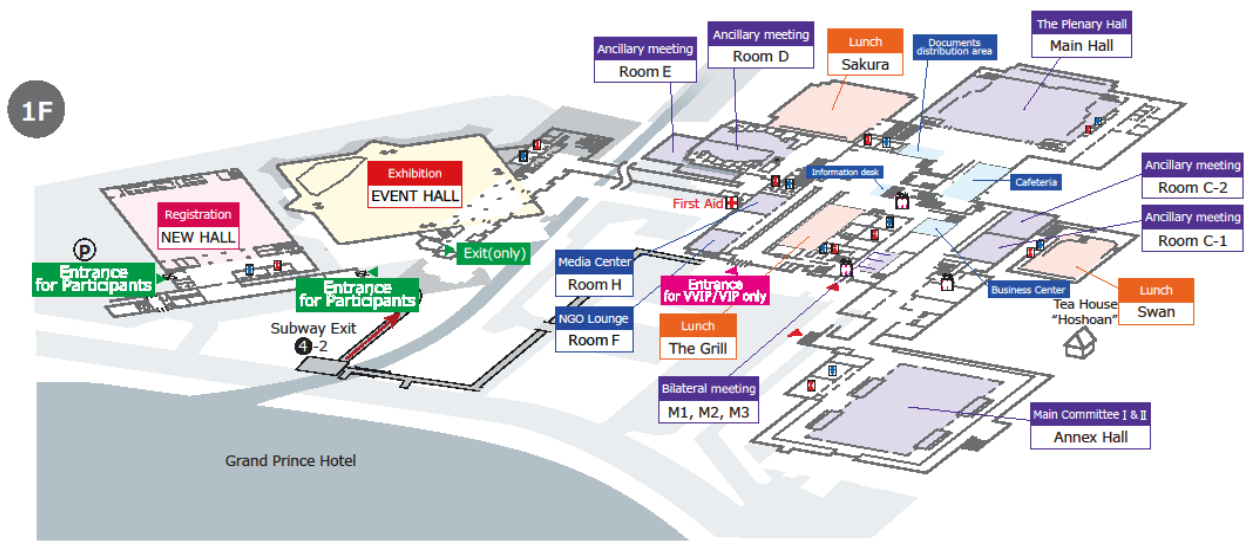 1F
Ancillary meeting
Room E
Ancillary meeting
Room D
Lunch
Sakura
Documents
distribution area
The Plenary Hall
Main Hall
Exhibition
EVENT HALL
Registration
NEW HALL
P
Entrance
for Participants
Entrance
for Participants
Exit(only)
Subway Exit
4-2
First Aid
Information desk
Cafeteria
Ancillary meeting
Room C-2
Ancillary meeting
Room C-1
Media Center
Room H
Entrance
for VVIP/VIP only
NGO Lounge
Room F
Lunch
The Grill
Business Center
Tea House
"Hoshoan"
Lunch
Swan
Bilateral meeting
M1, M2, M3
Main Committee I & II
Annex Hall
Grand Prince Hotel